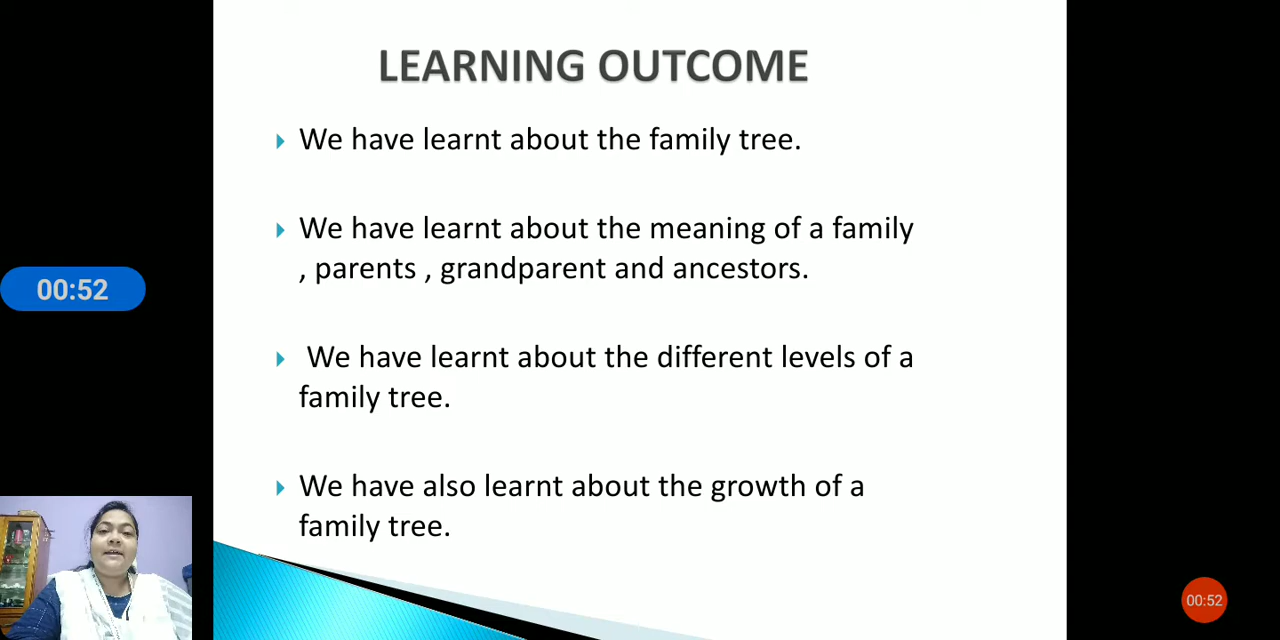 LEARNING OUTCOME
We have learnt about the family tree.
We have learnt about the meaning of a family
, parents , grandparent and ancestors.
We have learnt about the different levels of a
family tree.
We have also learnt about the growth of a
family tree.
00:52
00:52